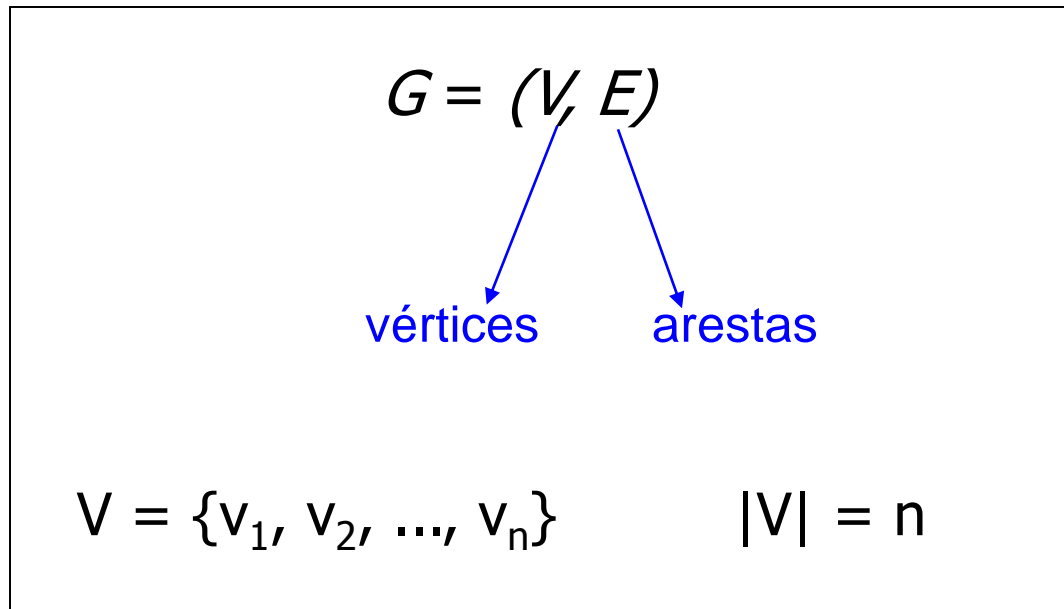 G = (V, E)
vértices arestas
V = {v₁, v₂, ..., vₙ} |V| = n